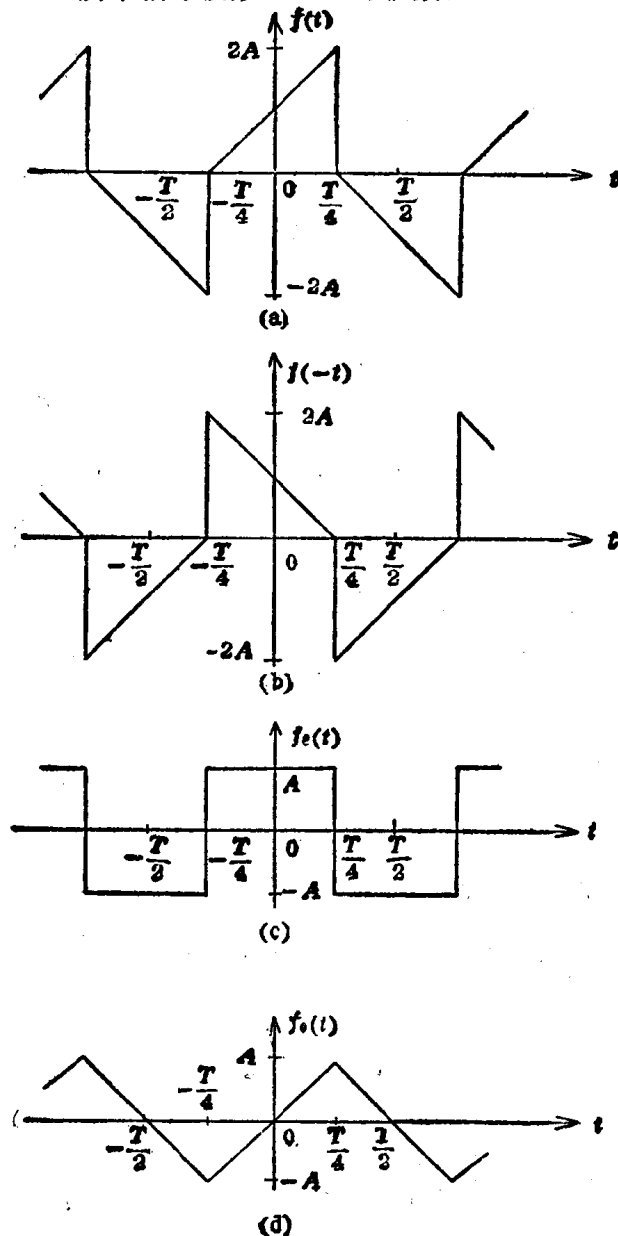 f(t)
2A
-T/2 -T/4 0 T/4 T/2 t
-2A
(a)
f(-t)
2A
-T/2 -T/4 0 T/4 T/2 t
-2A
(b)
fe(t)
A
-T/2 -T/4 0 T/4 T/2 t
-A
(c)
fo(t)
A
-T/4
-T/2 0 T/4 T/2 t
-A
(d)